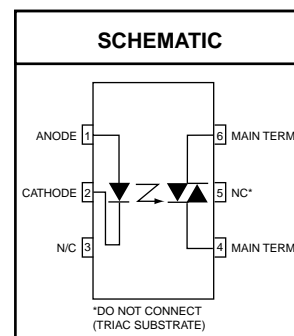 SCHEMATIC
ANODE 1
6 MAIN TERM
CATHODE 2
5 NC*
N/C 3
4 MAIN TERM
*DO NOT CONNECT
(TRIAC SUBSTRATE)